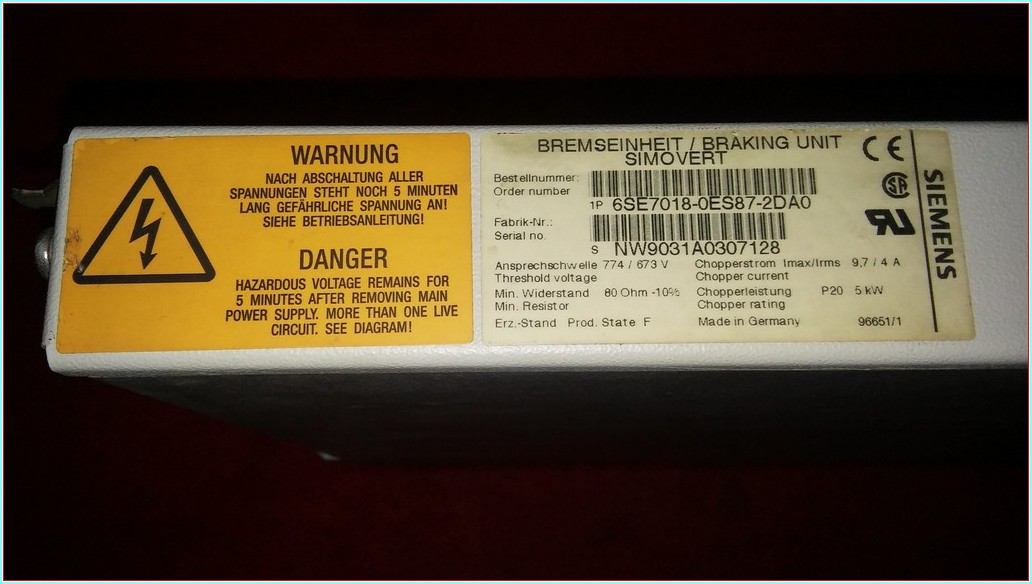 WARNUNG
NACH ABSCHALTUNG ALLER
SPANNUNGEN STEHT NOCH 5 MINUTEN
LANG GEFÄHRLICHE SPANNUNG AN!
SIEHE BETRIEBSANLEITUNG!
DANGER
HAZARDOUS VOLTAGE REMAINS FOR
5 MINUTES AFTER REMOVING MAIN
POWER SUPPLY. MORE THAN ONE LIVE
CIRCUIT. SEE DIAGRAM!
BREMSEINHEIT / BRAKING UNIT
SIMOVERT
Bestellnummer:
Order number
1P 6SE7018-0ES87-2DA0
Fabrik-Nr.:
Serial no.
S NW9031A0307128
Ansprechschwelle 774 / 673 V Chopperstrom Imax/Irms 9,7 / 4 A
Threshold voltage Chopper current
Min. Widerstand 80 Ohm -10% Chopperleistung P20 5 kW
Min. Resistor Chopper rating
Erz.-Stand Prod. State F Made in Germany 96651/1
CE
SA
RU
SIEMENS